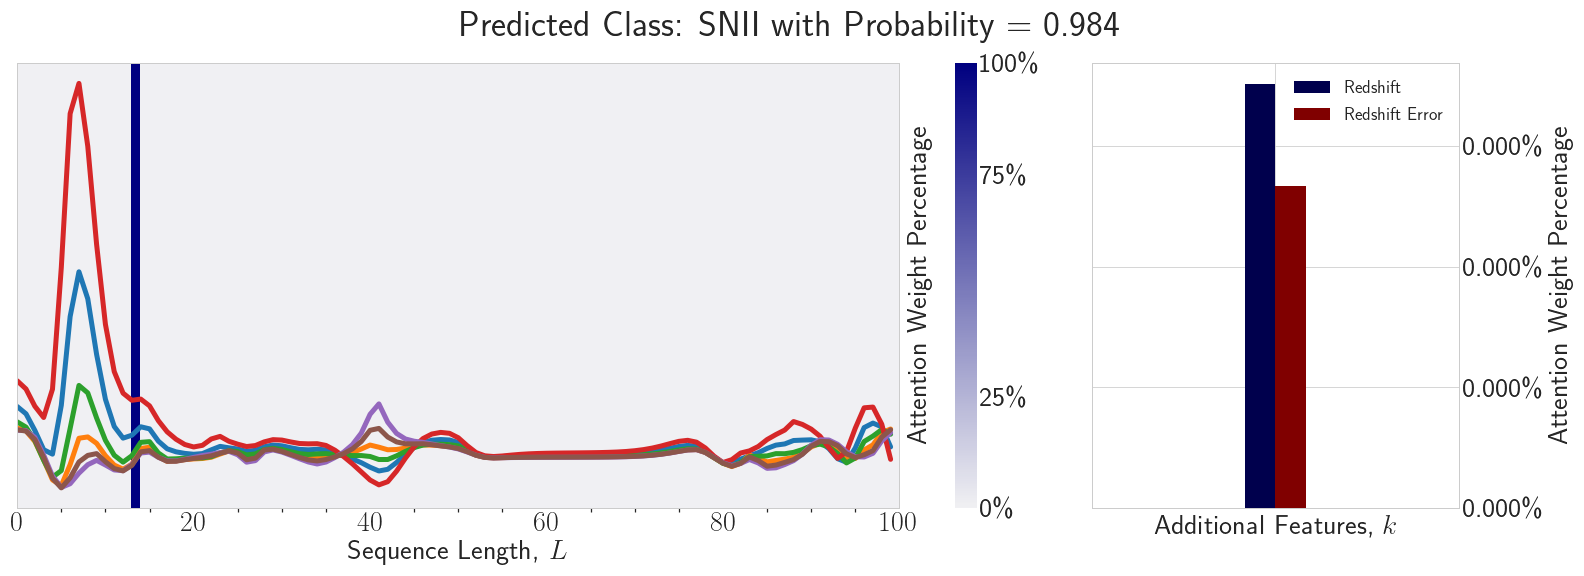 Predicted Class: SNII with Probability = 0.984
0
20
40
60
80
100
Sequence Length, L
100%
75%
25%
0%
Attention Weight Percentage
Redshift
Redshift Error
0.000%
0.000%
0.000%
0.000%
Attention Weight Percentage
Additional Features, k